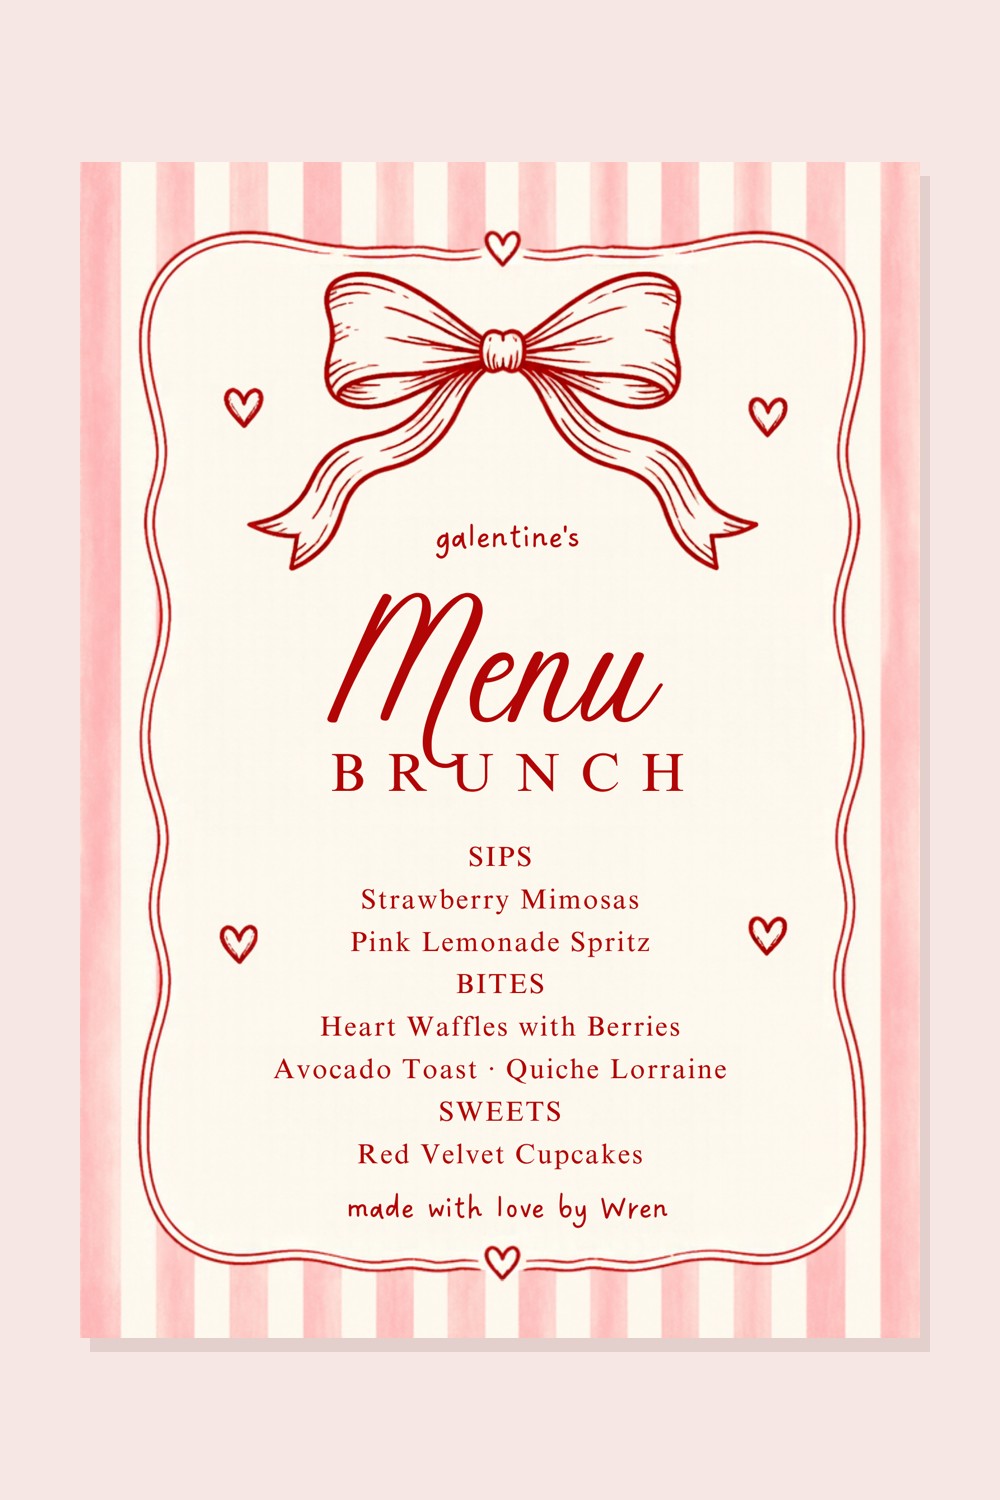 galentine's
Menu
BRUNCH
SIPS
Strawberry Mimosas
Pink Lemonade Spritz
BITES
Heart Waffles with Berries
Avocado Toast · Quiche Lorraine
SWEETS
Red Velvet Cupcakes
made with love by Wren